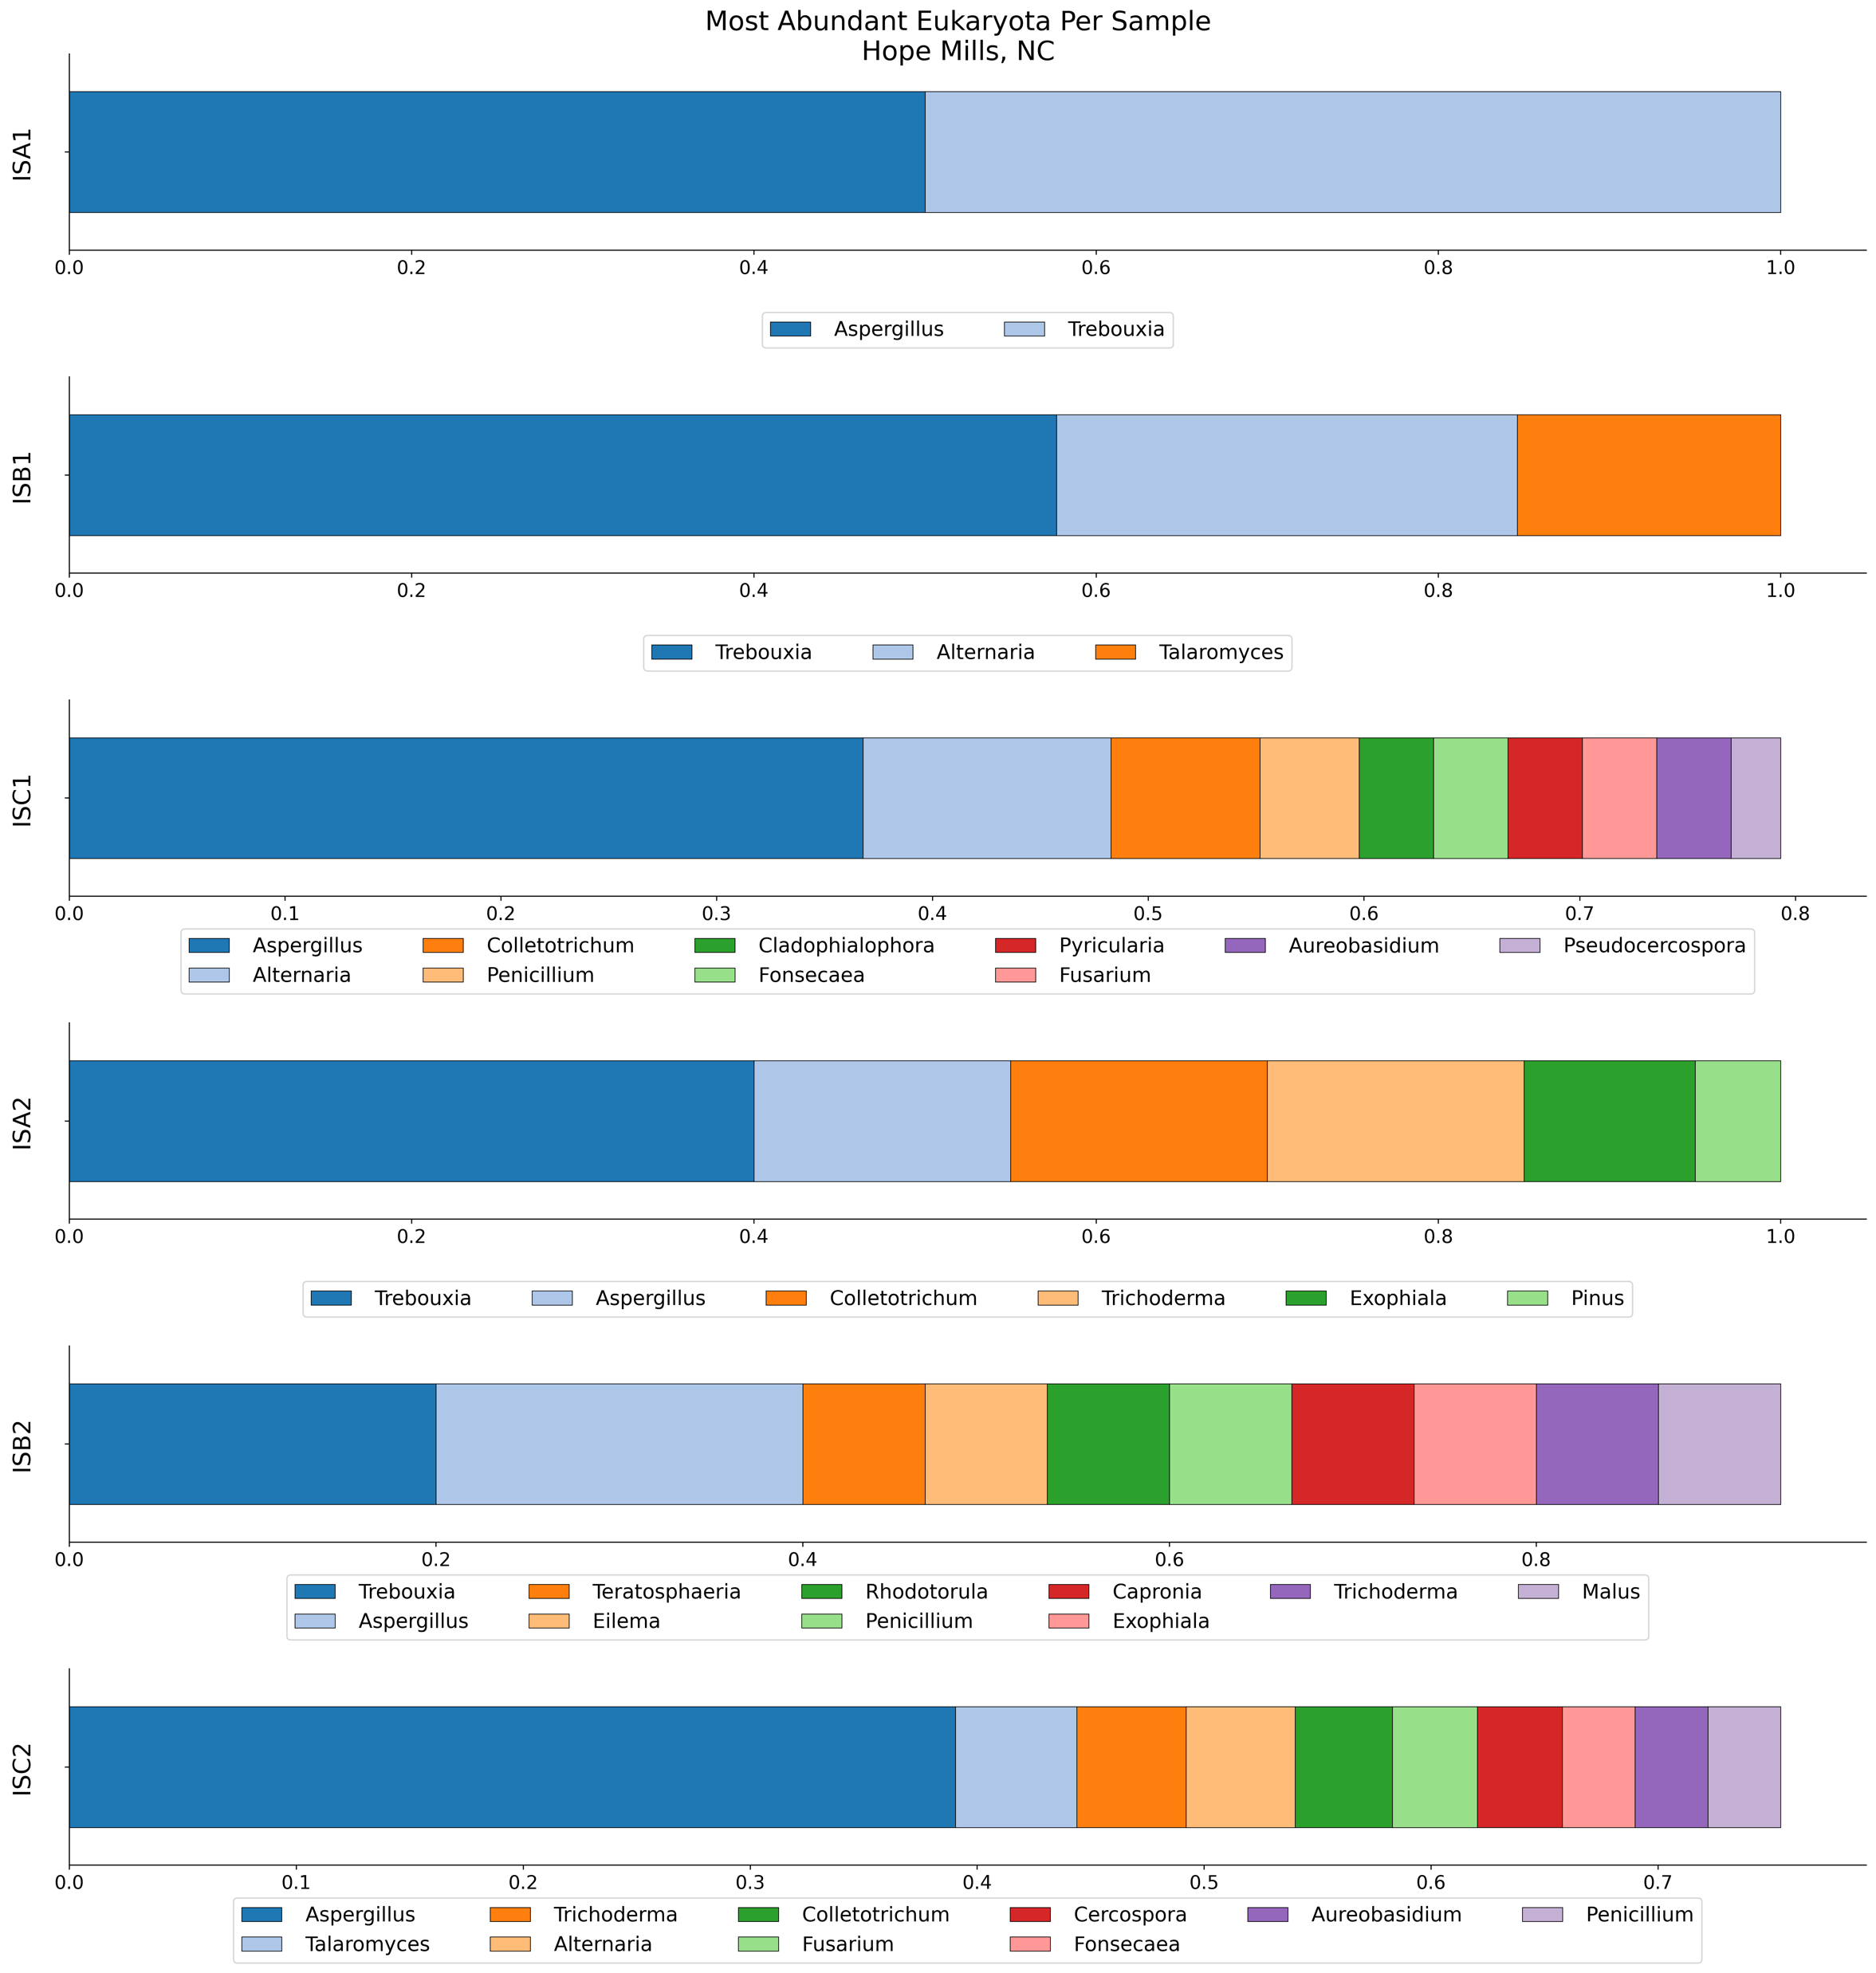 Most Abundant Eukaryota Per Sample
Hope Mills, NC
ISA1
0.0 0.2 0.4 0.6 0.8 1.0
Aspergillus Trebouxia
ISB1
0.0 0.2 0.4 0.6 0.8 1.0
Trebouxia Alternaria Talaromyces
ISC1
0.0 0.1 0.2 0.3 0.4 0.5 0.6 0.7 0.8
Aspergillus Colletotrichum Cladophialophora Pyricularia Aureobasidium Pseudocercospora
Alternaria Penicillium Fonsecaea Fusarium
ISA2
0.0 0.2 0.4 0.6 0.8 1.0
Trebouxia Aspergillus Colletotrichum Trichoderma Exophiala Pinus
ISB2
0.0 0.2 0.4 0.6 0.8
Trebouxia Teratosphaeria Rhodotorula Capronia Trichoderma Malus
Aspergillus Eilema Penicillium Exophiala
ISC2
0.0 0.1 0.2 0.3 0.4 0.5 0.6 0.7
Aspergillus Trichoderma Colletotrichum Cercospora Aureobasidium Penicillium
Talaromyces Alternaria Fusarium Fonsecaea